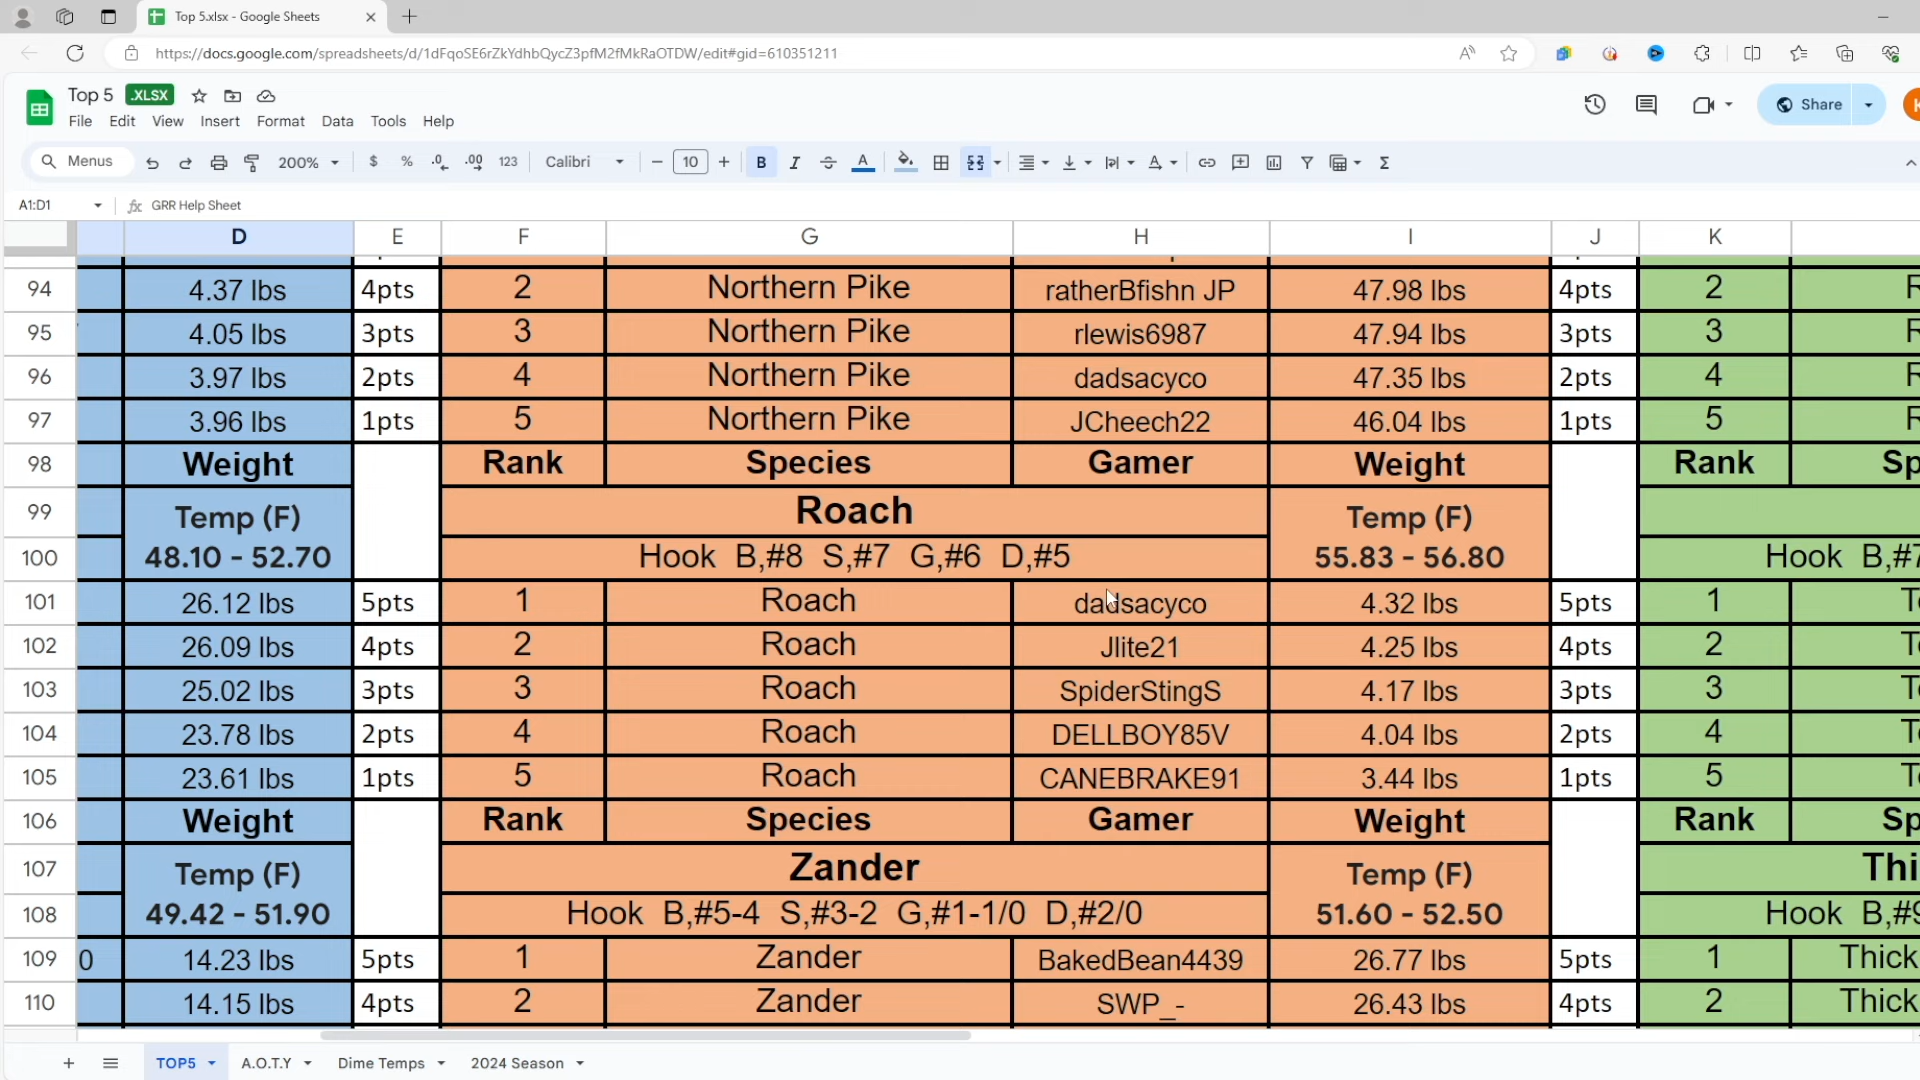 Top 5.xlsx - Google Sheets
https://docs.google.com/spreadsheets/d/1dFqoSE6rZkYdhbQycZ3pfM2fMkRaOTDW/edit#gid=610351211
Top 5 .XLSX
Share
File Edit View Insert Format Data Tools Help
Menus 200% $ % .0 .00 123 Calibri 10 B I A Σ
A1:D1 fx GRR Help Sheet
D E F G H I J K
94 4.37 lbs 4pts 2 Northern Pike ratherBfishn JP 47.98 lbs 4pts 2
95 4.05 lbs 3pts 3 Northern Pike rlewis6987 47.94 lbs 3pts 3
96 3.97 lbs 2pts 4 Northern Pike dadsacyco 47.35 lbs 2pts 4
97 3.96 lbs 1pts 5 Northern Pike JCheech22 46.04 lbs 1pts 5
98 Weight Rank Species Gamer Weight Rank Sp
99 Temp (F) Roach Temp (F)
100 48.10 - 52.70 Hook B,#8 S,#7 G,#6 D,#5 55.83 - 56.80 Hook B,#7
101 26.12 lbs 5pts 1 Roach dadsacyco 4.32 lbs 5pts 1
102 26.09 lbs 4pts 2 Roach Jlite21 4.25 lbs 4pts 2
103 25.02 lbs 3pts 3 Roach SpiderStingS 4.17 lbs 3pts 3
104 23.78 lbs 2pts 4 Roach DELLBOY85V 4.04 lbs 2pts 4
105 23.61 lbs 1pts 5 Roach CANEBRAKE91 3.44 lbs 1pts 5
106 Weight Rank Species Gamer Weight Rank Sp
107 Temp (F) Zander Temp (F) Thi
108 49.42 - 51.90 Hook B,#5-4 S,#3-2 G,#1-1/0 D,#2/0 51.60 - 52.50 Hook B,#9
109 0 14.23 lbs 5pts 1 Zander BakedBean4439 26.77 lbs 5pts 1 Thick
110 14.15 lbs 4pts 2 Zander SWP_- 26.43 lbs 4pts 2 Thick
TOP5 A.O.T.Y Dime Temps 2024 Season